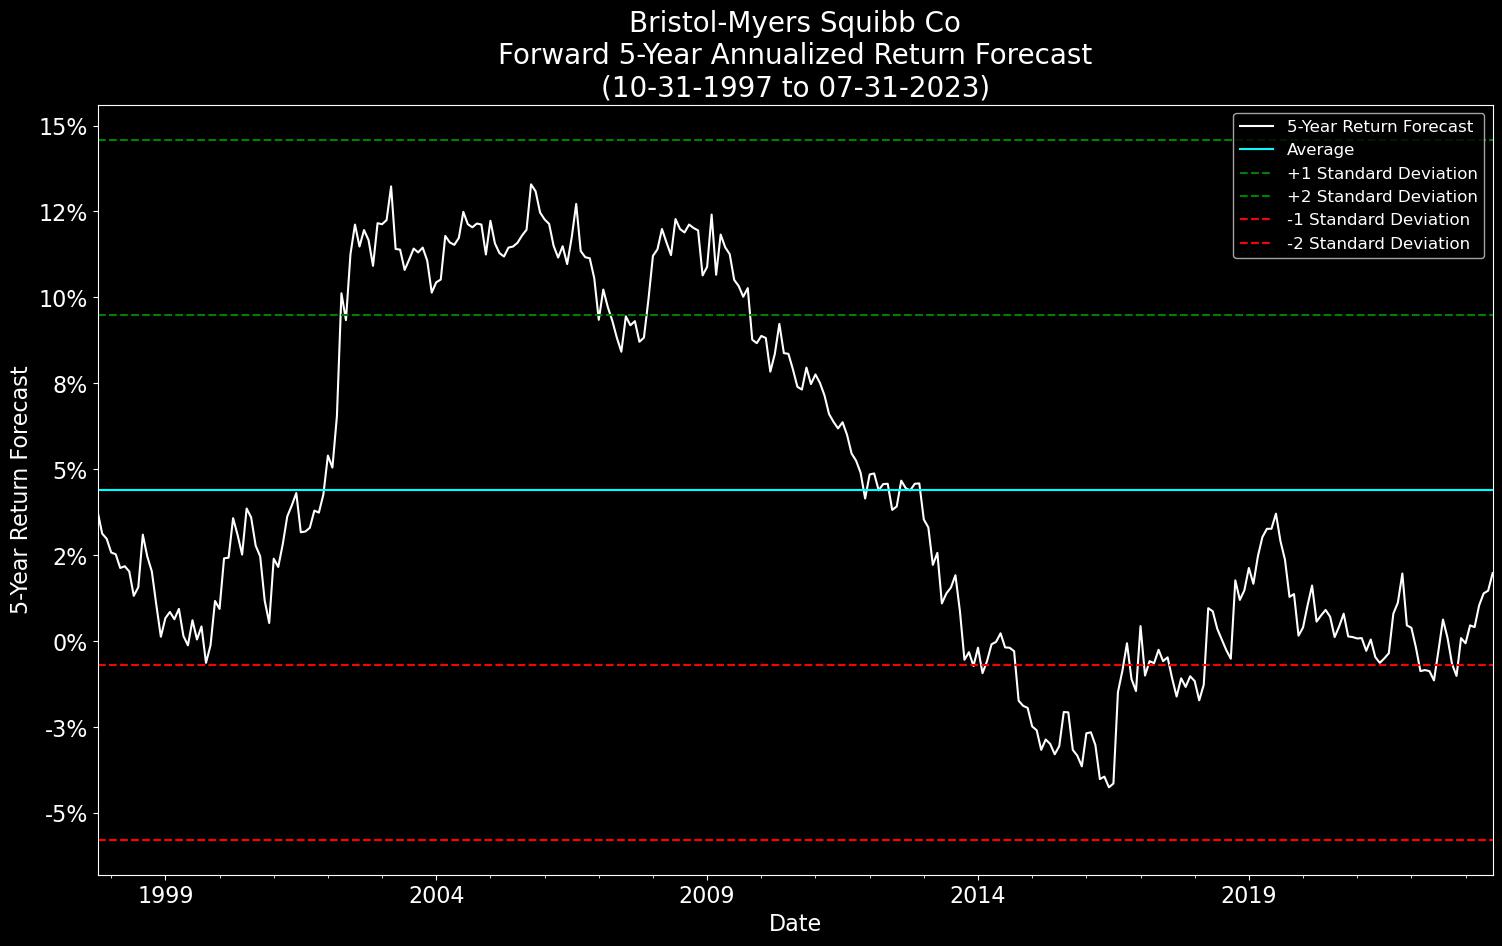 Bristol-Myers Squibb Co
Forward 5-Year Annualized Return Forecast
(10-31-1997 to 07-31-2023)
5-Year Return Forecast
Average
+1 Standard Deviation
+2 Standard Deviation
-1 Standard Deviation
-2 Standard Deviation
15%
12%
10%
8%
5%
2%
0%
-3%
-5%
5-Year Return Forecast
1999
2004
2009
2014
2019
Date